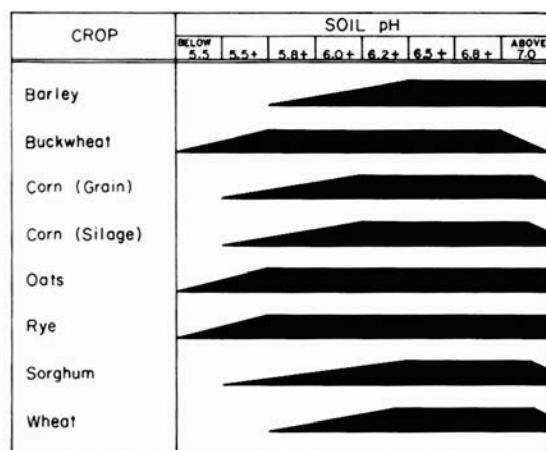 CROP
SOIL pH
BELOW 5.5 5.5+ 5.8+ 6.0+ 6.2+ 6.5+ 6.8+ ABOVE 7.0
Barley
Buckwheat
Corn (Grain)
Corn (Silage)
Oats
Rye
Sorghum
Wheat